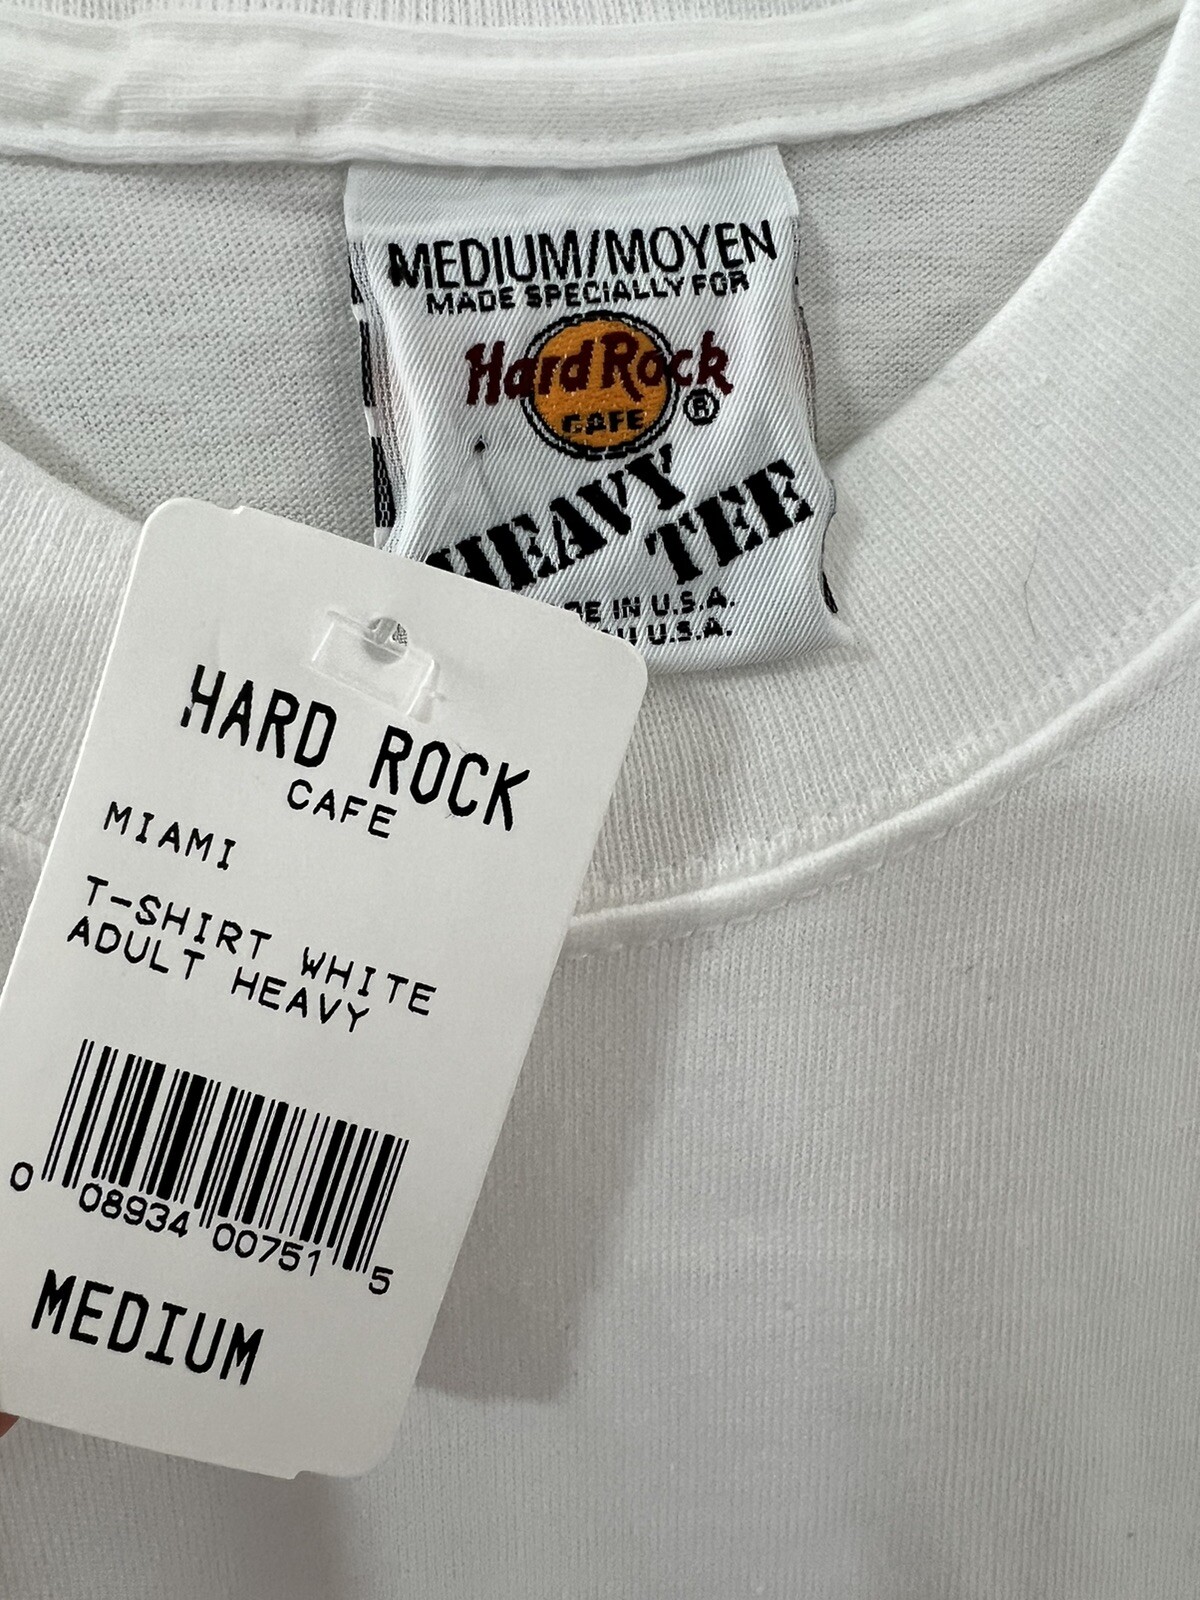 MEDIUM/MOYEN
MADE SPECIALLY FOR
Hard Rock
CAFE
®
HEAVY
TEE
IN U.S.A.
U.S.A.
HARD ROCK
CAFE
MIAMI
T-SHIRT WHITE
ADULT HEAVY
0 08934 00751 5
MEDIUM